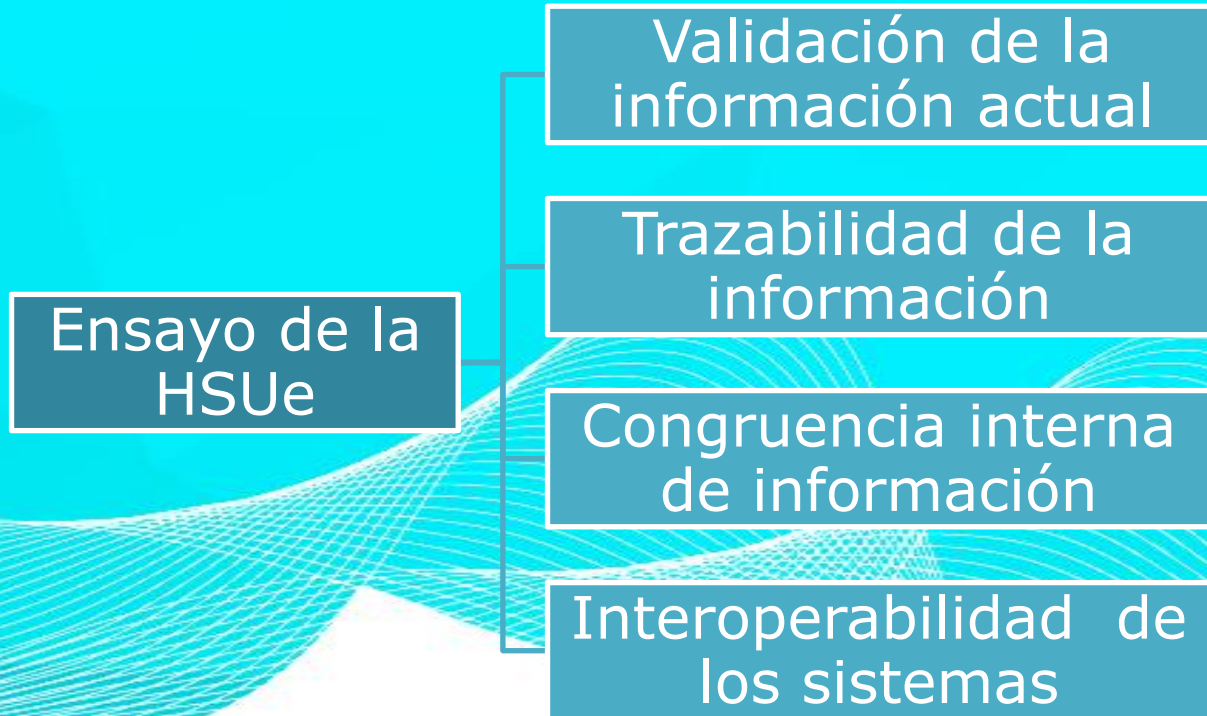 Validación de la
información actual
Trazabilidad de la
información
Ensayo de la
HSUe
Congruencia interna
de información
Interoperabilidad  de
los sistemas